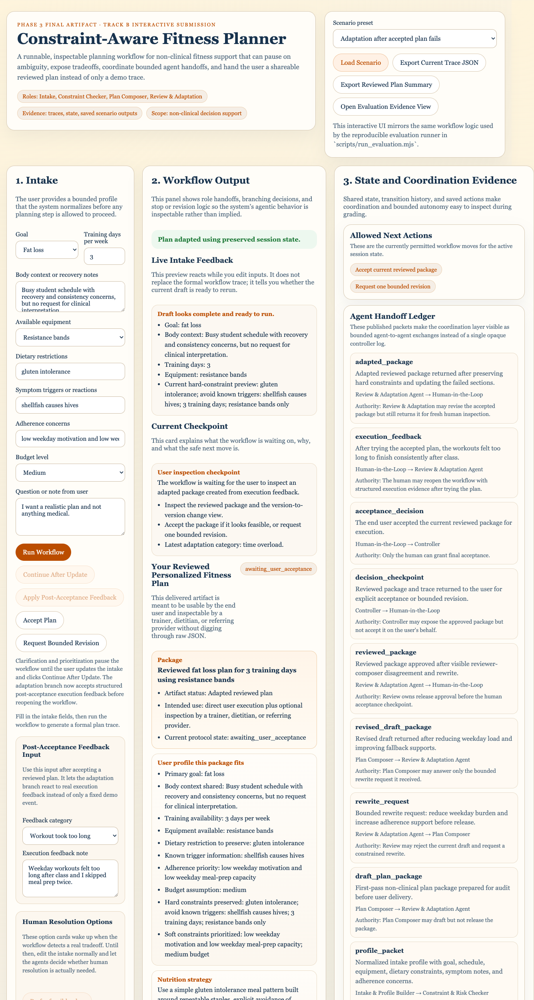 PHASE 3 FINAL ARTIFACT · TRACK B INTERACTIVE SUBMISSION
Constraint-Aware Fitness Planner
A runnable, inspectable planning workflow for non-clinical fitness support that can pause on
ambiguity, expose tradeoffs, coordinate bounded agent handoffs, and hand the user a shareable
reviewed plan instead of only a demo trace.
Roles: Intake, Constraint Checker, Plan Composer, Review & Adaptation
Evidence: traces, state, saved scenario outputs
Scope: non-clinical decision support
Scenario preset
Adaptation after accepted plan fails
Load Scenario
Export Current Trace JSON
Export Reviewed Plan Summary
Open Evaluation Evidence View
This interactive UI mirrors the same workflow logic used
by the reproducible evaluation runner in
`scripts/run_evaluation.mjs`.
1. Intake
The user provides a bounded profile
that the system normalizes before any
planning step is allowed to proceed.
Goal
Fat loss
Training days
per week
3
Body context or recovery notes
Busy student schedule with
recovery and consistency concerns,
but no request for clinical
interpretation
Available equipment
Resistance bands
Dietary restrictions
gluten intolerance
Symptom triggers or reactions
shellfish causes hives
Adherence concerns
low weekday motivation and low wee
Budget level
Medium
Question or note from user
I want a realistic plan and not
anything medical.
Run Workflow
Continue After Update
Apply Post-Acceptance Feedback
Accept Plan
Request Bounded Revision
Clarification and prioritization pause the
workflow until the user updates the intake
and clicks Continue After Update. The
adaptation branch now accepts structured
post-acceptance execution feedback before
reopening the workflow.
Fill in the intake fields, then run the
workflow to generate a formal plan trace.
Post-Acceptance Feedback
Input
Use this input after accepting a
reviewed plan. It lets the adaptation
branch react to real execution
feedback instead of only a fixed demo
event.
Feedback category
Workout took too long
Execution feedback note
Weekday workouts felt too
long after class and I skipped
meal prep twice.
Human Resolution Options
These option cards wake up when the
workflow detects a real tradeoff. Until
then, edit the intake normally and let
the agents decide whether human
resolution is actually needed.
2. Workflow Output
This panel shows role handoffs, branching decisions, and
stop or revision logic so the system's agentic behavior is
inspectable rather than implied.
Plan adapted using preserved session state.
Live Intake Feedback
This preview reacts while you edit inputs. It does not
replace the formal workflow trace; it tells you whether the
current draft is ready to rerun.
Draft looks complete and ready to run.
• Goal: fat loss
• Body context: Busy student schedule with recovery
and consistency concerns, but no request for
clinical interpretation.
• Training days: 3
• Equipment: resistance bands
• Current hard-constraint preview: gluten
intolerance; avoid known triggers: shellfish causes
hives; 3 training days; resistance bands only
Current Checkpoint
This card explains what the workflow is waiting on, why,
and what the safe next move is.
User inspection checkpoint
The workflow is waiting for the user to inspect an
adapted package created from execution feedback.
• Inspect the reviewed package and the version-to-
version change view.
• Accept the package if it looks feasible, or request
one bounded revision.
• Latest adaptation category: time overload.
Your Reviewed
Personalized Fitness
Plan
awaiting_user_acceptance
This delivered artifact is
meant to be usable by the end
user and inspectable by a
trainer, dietitian, or referring
provider without digging
through raw JSON.
Package
Reviewed fat loss plan for 3 training days
using resistance bands
• Artifact status: Adapted reviewed plan
• Intended use: direct user execution plus optional
inspection by a trainer, dietitian, or referring
provider.
• Current protocol state: awaiting_user_acceptance
User profile this package fits
• Primary goal: fat loss
• Body context shared: Busy student schedule with
recovery and consistency concerns, but no request
for clinical interpretation.
• Training availability: 3 days per week
• Equipment available: resistance bands
• Dietary restriction to preserve: gluten intolerance
• Known trigger information: shellfish causes hives
• Adherence priority: low weekday motivation and
low weekday meal-prep capacity
• Budget assumption: medium
• Hard constraints preserved: gluten intolerance;
avoid known triggers: shellfish causes hives; 3
training days; resistance bands only
• Soft constraints prioritized: low weekday
motivation and low weekday meal-prep capacity;
medium budget
Nutrition strategy
Use a simple gluten intolerance meal pattern built
around repeatable staples, explicit avoidance of
3. State and Coordination Evidence
Shared state, transition history, and saved actions make
coordination and bounded autonomy easy to inspect during
grading.
Allowed Next Actions
These are the currently permitted workflow moves for the active
session state.
Accept current reviewed package
Request one bounded revision
Agent Handoff Ledger
These published packets make the coordination layer visible as
bounded agent-to-agent exchanges instead of a single opaque
controller log.
adapted_package
Adapted reviewed package returned after preserving
hard constraints and updating the failed sections.
Review & Adaptation Agent → Human-in-the-Loop
Authority: Review & Adaptation may revise the accepted
package but still returns it for fresh human inspection.
execution_feedback
After trying the accepted plan, the workouts felt too
long to finish consistently after class.
Human-in-the-Loop → Review & Adaptation Agent
Authority: The human may reopen the workflow with
structured execution evidence after trying the plan.
acceptance_decision
The end user accepted the current reviewed package for
execution.
Human-in-the-Loop → Controller
Authority: Only the human can grant final acceptance.
decision_checkpoint
Reviewed package and trace returned to the user for
explicit acceptance or bounded revision.
Controller → Human-in-the-Loop
Authority: Controller may expose the approved package but
not accept it on the user's behalf.
reviewed_package
Reviewed package approved after visible reviewer-
composer disagreement and rewrite.
Review & Adaptation Agent → Human-in-the-Loop
Authority: Review owns release approval before the human
acceptance checkpoint.
revised_draft_package
Revised draft returned after reducing weekday load and
improving fallback supports.
Plan Composer → Review & Adaptation Agent
Authority: Plan Composer may answer only the bounded
rewrite request it received.
rewrite_request
Bounded rewrite request: reduce weekday burden and
increase adherence support before release.
Review & Adaptation Agent → Plan Composer
Authority: Review may reject the current draft and request a
constrained rewrite.
draft_plan_package
First-pass non-clinical plan package prepared for audit
before user delivery.
Plan Composer → Review & Adaptation Agent
Authority: Plan Composer may draft but not release the
package.
profile_packet
Normalized intake profile with goal, schedule,
equipment, dietary constraints, symptom notes, and
adherence concerns.
Intake & Profile Builder → Constraint & Risk Checker